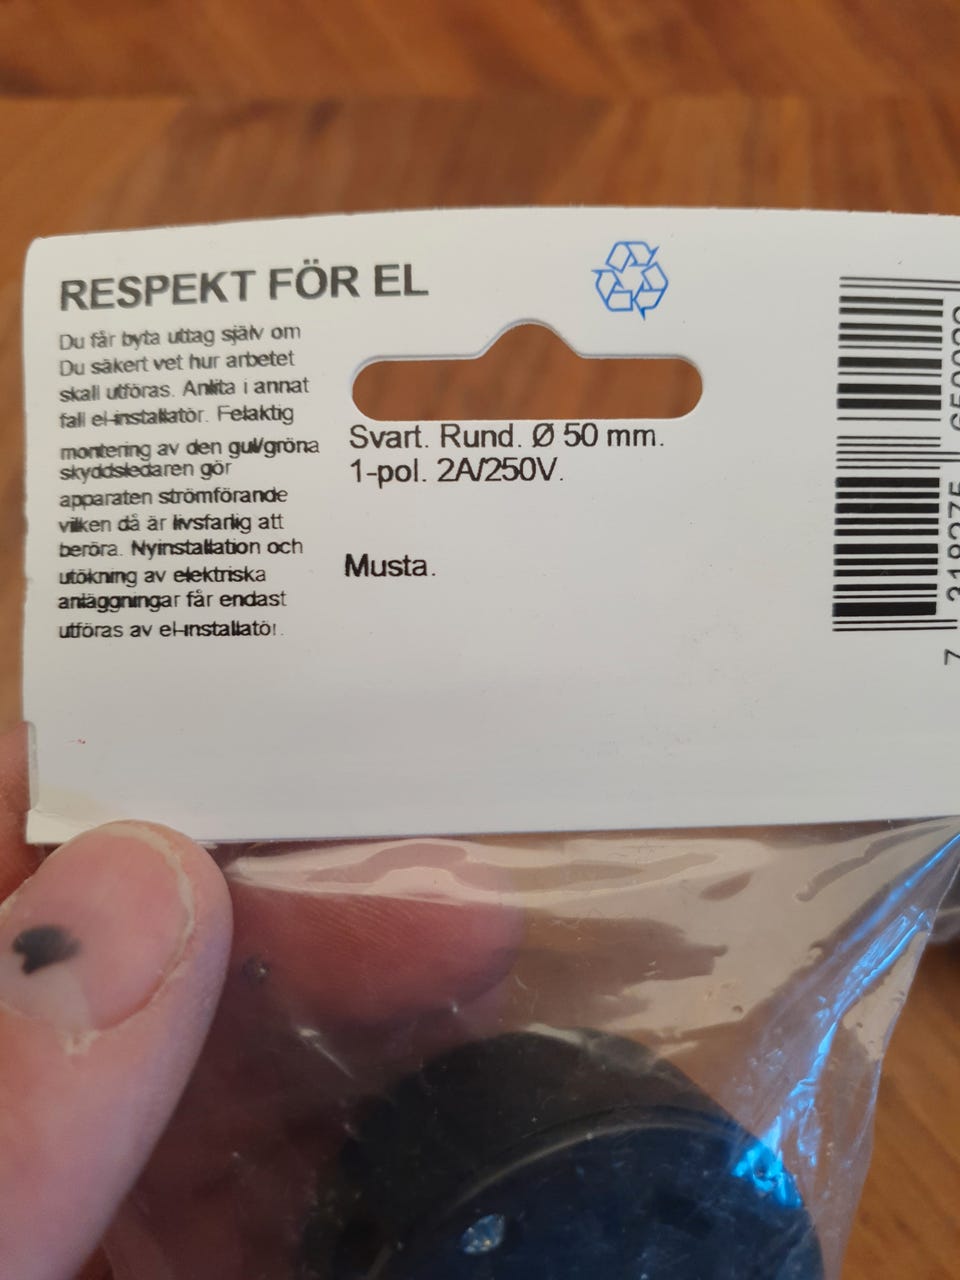 RESPEKT FÖR EL
Du får byta uttag själv om
Du säkert vet hur arbetet
skall utföras. Anlita i annat
fall el-installatör. Felaktig
montering av den gul/gröna
skyddsledaren gör
apparaten strömförande
vilken då är livsfarlig att
beröra. Nyinstallation och
utökning av elektriska
anläggningar får endast
utföras av el-installatör.
Svart. Rund. Ø 50 mm.
1-pol. 2A/250V.
Musta.
7